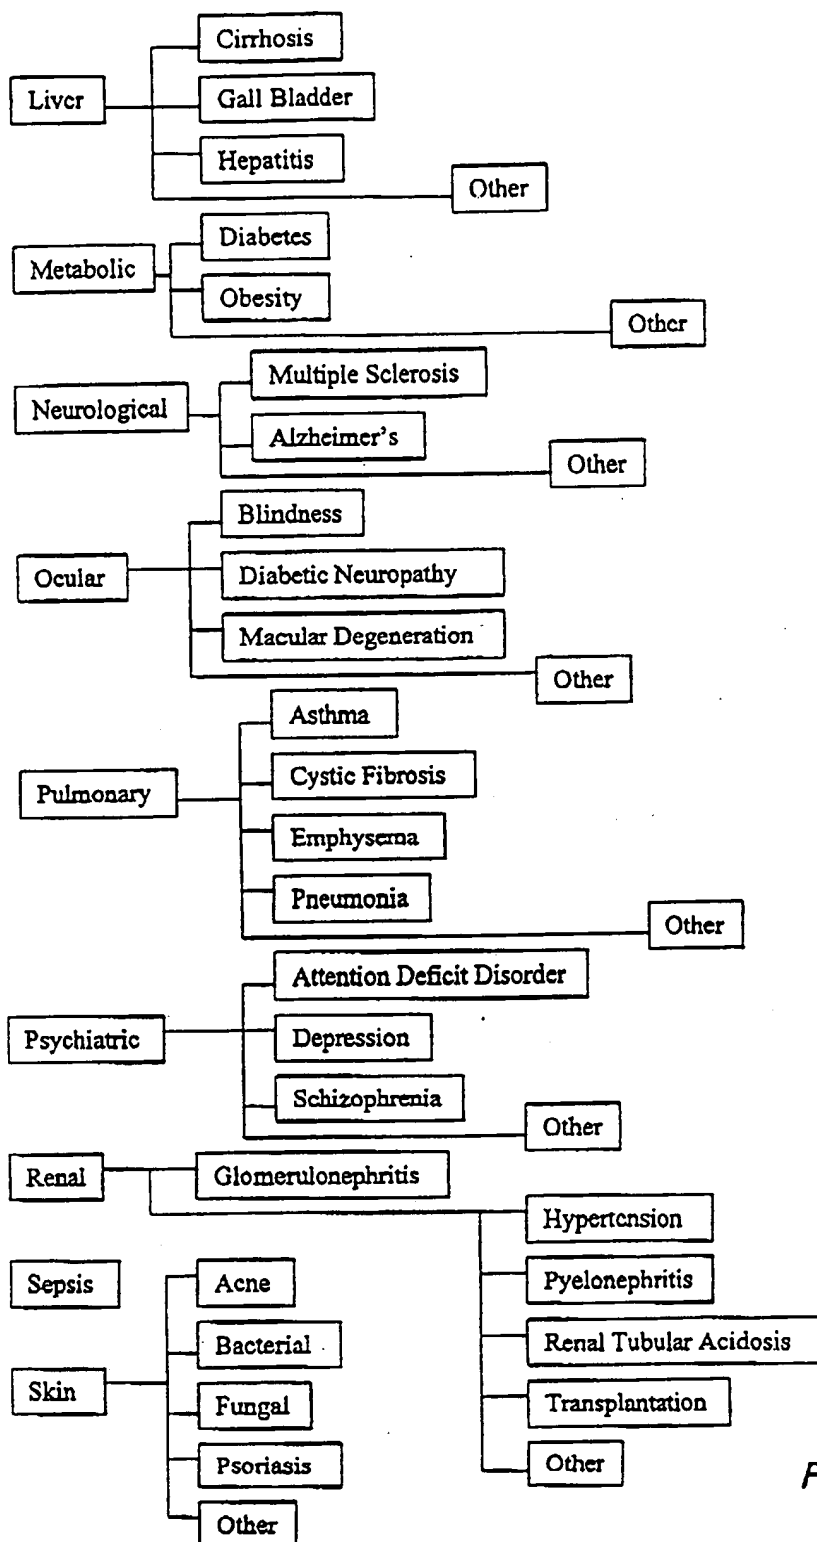 Cirrhosis
Liver
Gall Bladder
Hepatitis
Other
Diabetes
Metabolic
Obesity
Other
Multiple Sclerosis
Neurological
Alzheimer's
Other
Blindness
Ocular
Diabetic Neuropathy
Macular Degeneration
Other
Asthma
Cystic Fibrosis
Pulmonary
Emphysema
Pneumonia
Other
Attention Deficit Disorder
Psychiatric
Depression
Schizophrenia
Other
Renal
Glomerulonephritis
Hypertension
Sepsis
Acne
Pyelonephritis
Bacterial
Renal Tubular Acidosis
Skin
Fungal
Transplantation
Psoriasis
Other
Other
F